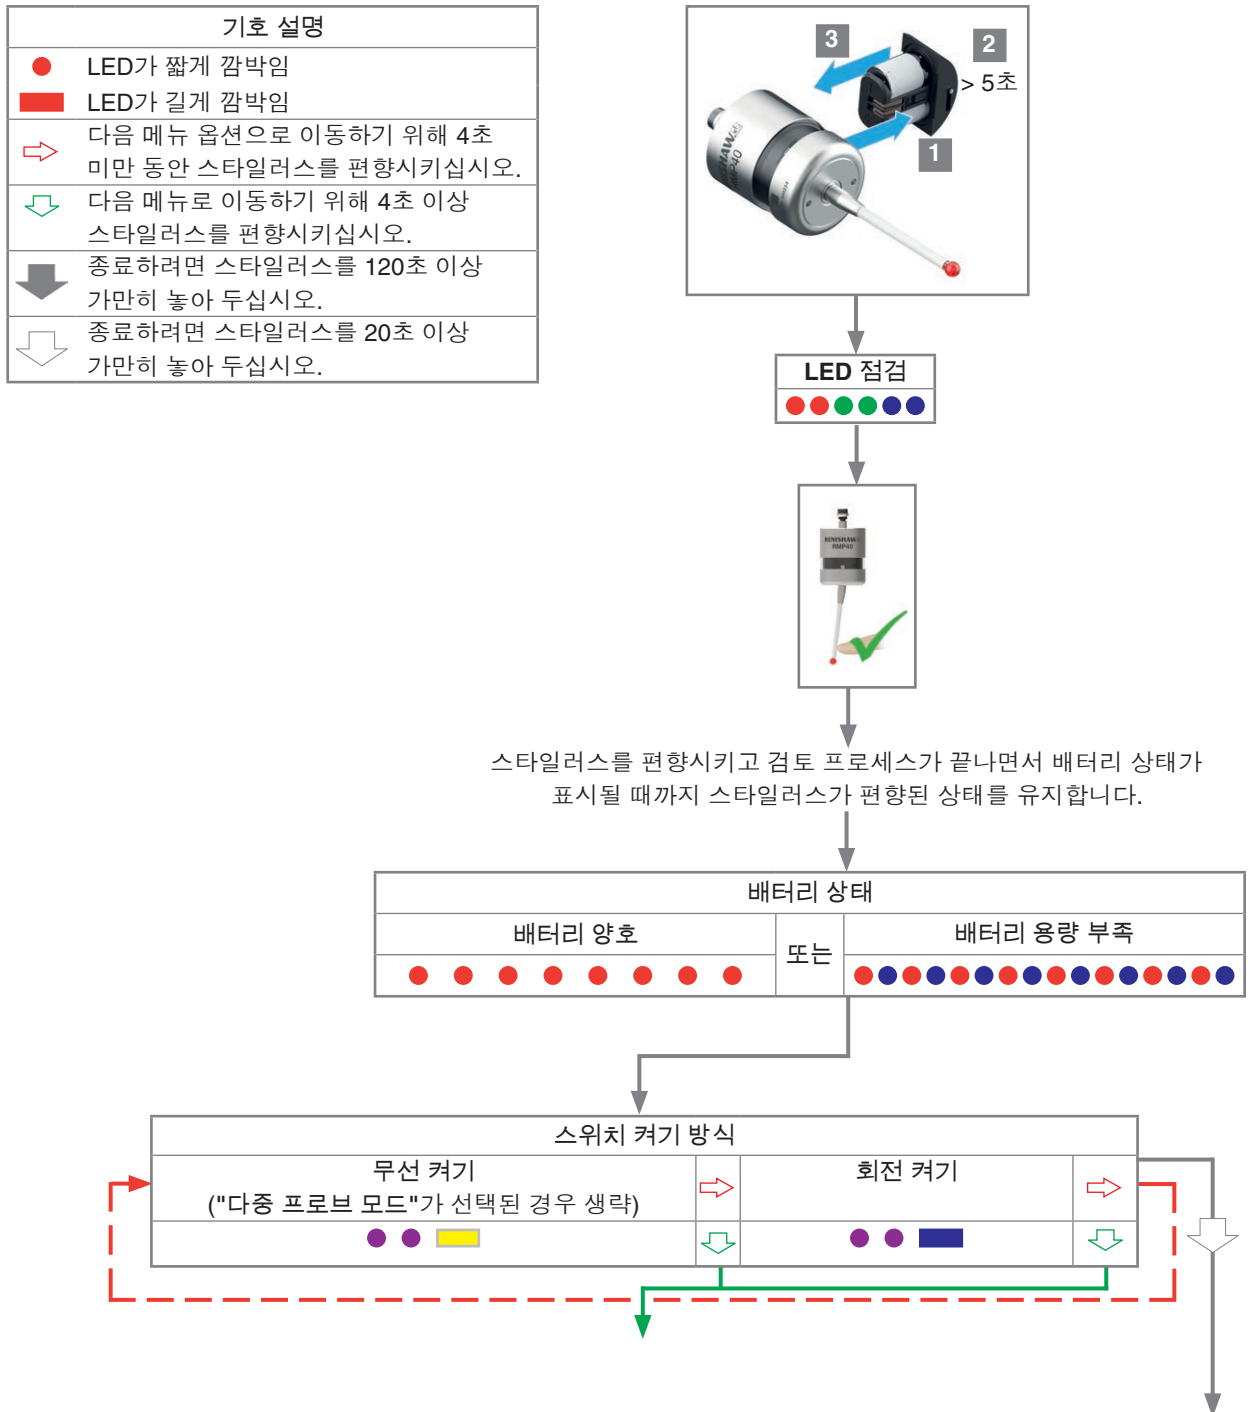 기호 설명
LED가 짧게 깜박임
LED가 길게 깜박임
다음 메뉴 옵션으로 이동하기 위해 4초
미만 동안 스타일러스를 편향시키십시오.
다음 메뉴로 이동하기 위해 4초 이상
스타일러스를 편향시키십시오.
종료하려면 스타일러스를 120초 이상
가만히 놓아 두십시오.
종료하려면 스타일러스를 20초 이상
가만히 놓아 두십시오.
3
2
> 5초
1
RENISHAW
RMP40
LED 점검
RENISHAW
RMP40
스타일러스를 편향시키고 검토 프로세스가 끝나면서 배터리 상태가
표시될 때까지 스타일러스가 편향된 상태를 유지합니다.
배터리 상태
배터리 양호
또는
배터리 용량 부족
스위치 켜기 방식
무선 켜기
("다중 프로브 모드"가 선택된 경우 생략)
회전 켜기